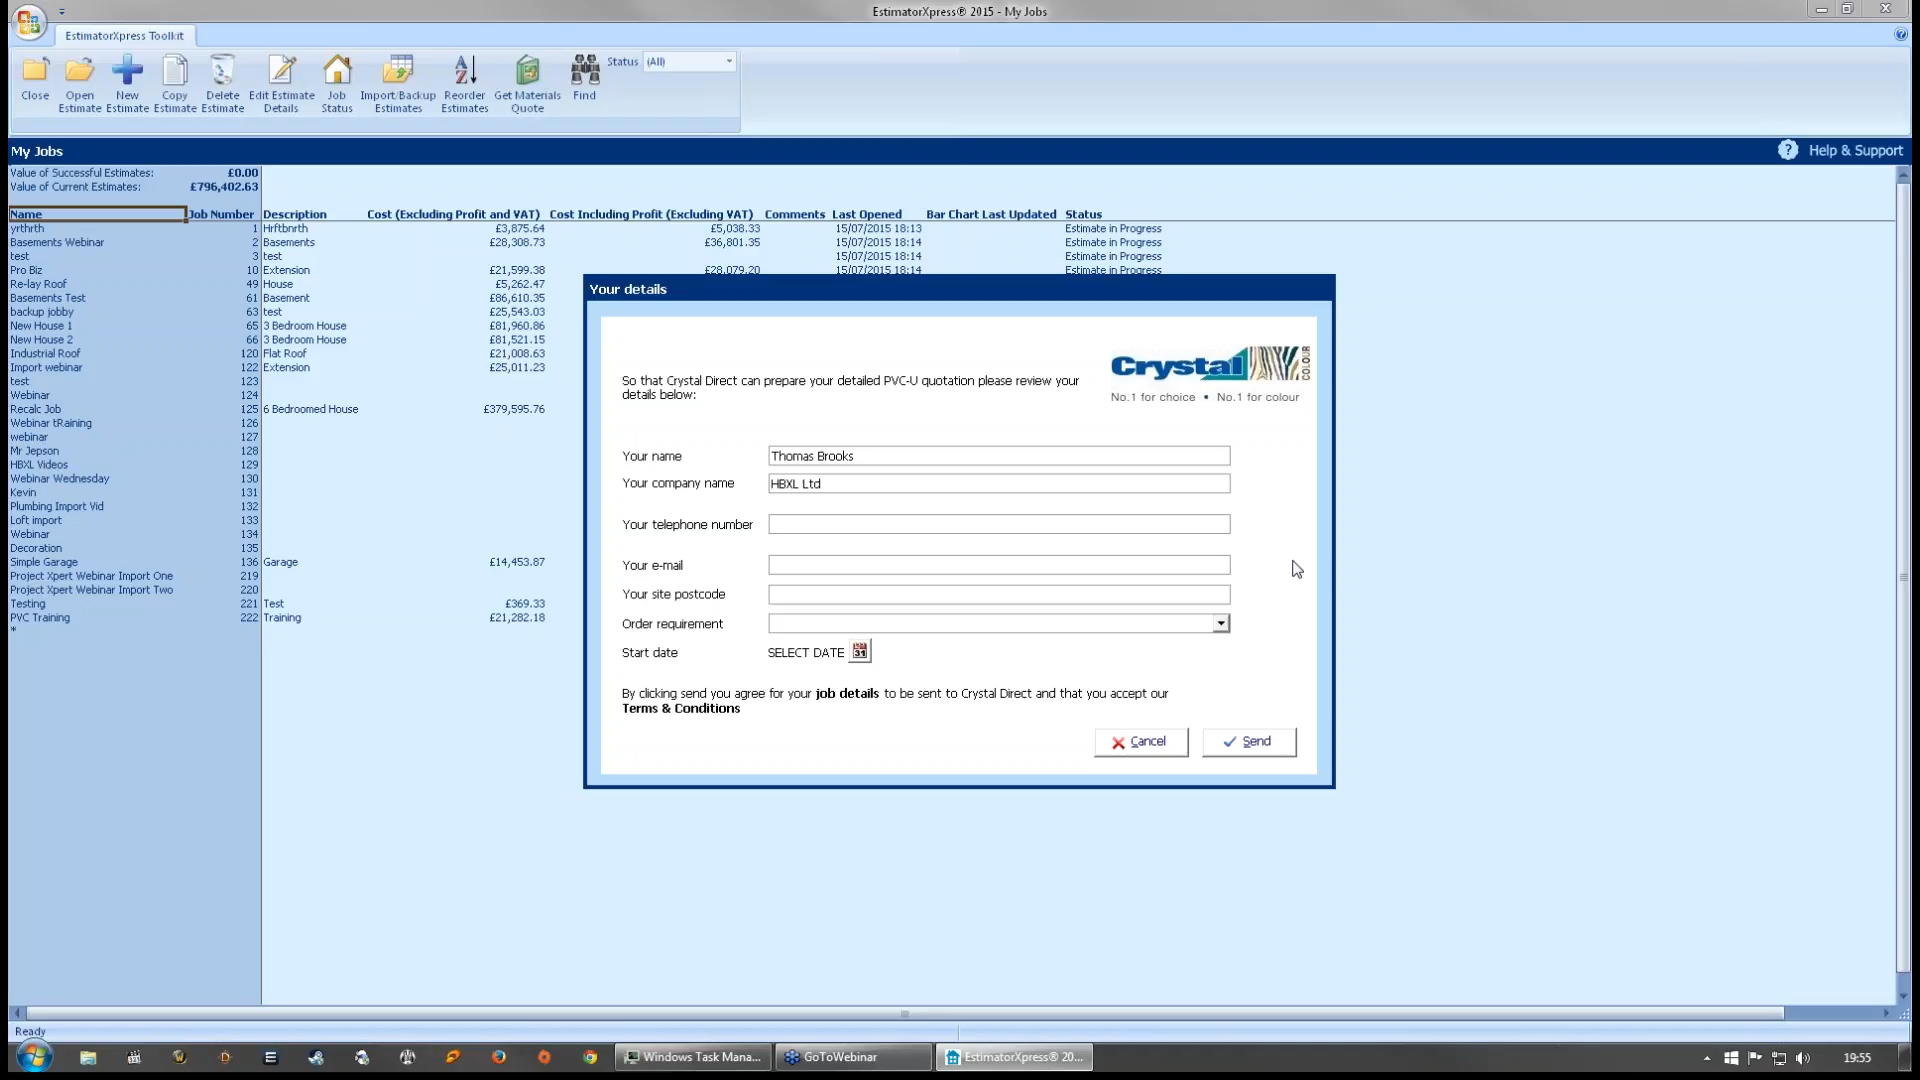 EstimatorXpress® 2015 - My Jobs
EstimatorXpress Toolkit
Close
Open Estimate
New Estimate
Copy Estimate
Delete Estimate
Edit Estimate Details
Job Status
Import/Backup Estimates
Reorder Estimates
Get Materials Quote
Find
Status (All)
My Jobs
Help & Support
Value of Successful Estimates: £0.00
Value of Current Estimates: £796,402.63
Name Job Number Description Cost (Excluding Profit and VAT) Cost Including Profit (Excluding VAT) Comments Last Opened Bar Chart Last Updated Status
yrthrth 1 Hrftbnrth £3,875.64 £5,038.33 15/07/2015 18:13 Estimate in Progress
Basements Webinar 2 Basements £28,308.73 £36,801.35 15/07/2015 18:14 Estimate in Progress
test 3 test 15/07/2015 18:14 Estimate in Progress
Pro Biz 10 Extension £21,599.38 £28,079.20 15/07/2015 18:14 Estimate in Progress
Re-lay Roof 49 House £5,262.47
Basements Test 61 Basement £86,610.35
backup jobby 63 test £25,543.03
New House 1 65 3 Bedroom House £81,960.86
New House 2 66 3 Bedroom House £81,521.15
Industrial Roof 120 Flat Roof £21,008.63
Import webinar 122 Extension £25,011.23
test 123
Webinar 124
Recalc Job 125 6 Bedroomed House £379,595.76
Webinar tRaining 126
webinar 127
Mr Jepson 128
HBXL Videos 129
Webinar Wednesday 130
Kevin 131
Plumbing Import Vid 132
Loft import 133
Webinar 134
Decoration 135
Simple Garage 136 Garage £14,453.87
Project Xpert Webinar Import One 219
Project Xpert Webinar Import Two 220
Testing 221 Test £369.33
PVC Training 222 Training £21,282.18
*
Your details
Crystal COLOUR
No.1 for choice • No.1 for colour
So that Crystal Direct can prepare your detailed PVC-U quotation please review your
details below:
Your name Thomas Brooks
Your company name HBXL Ltd
Your telephone number
Your e-mail
Your site postcode
Order requirement
Start date SELECT DATE 31
By clicking send you agree for your job details to be sent to Crystal Direct and that you accept our
Terms & Conditions
Cancel Send
Ready
Windows Task Mana... GoToWebinar EstimatorXpress® 20... 19:55